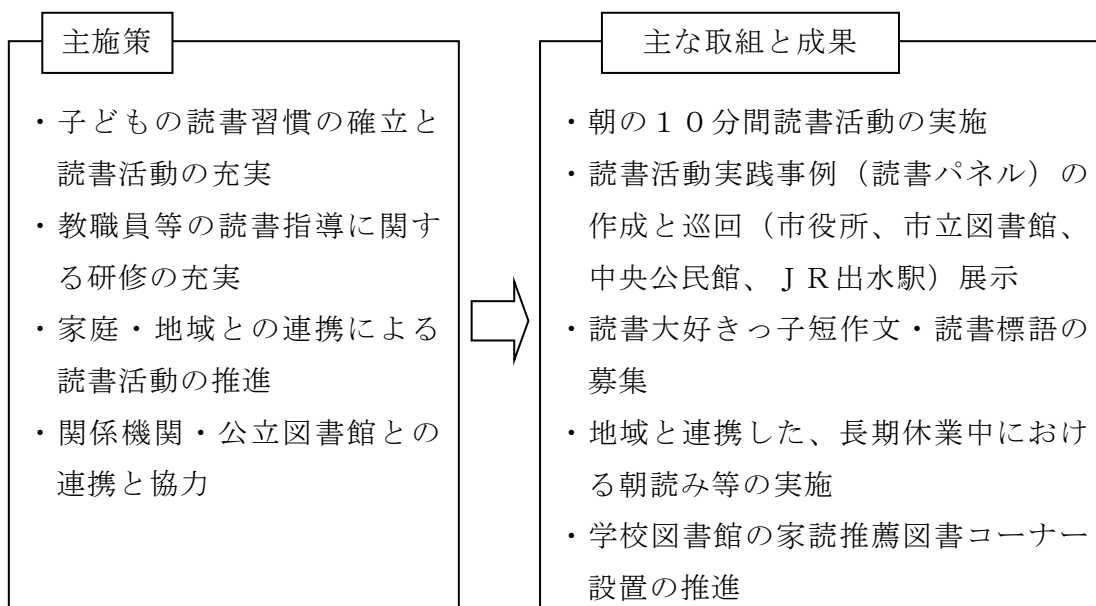 主施策
・子どもの読書習慣の確立と
読書活動の充実
・教職員等の読書指導に関す
る研修の充実
・家庭・地域との連携による
読書活動の推進
・関係機関・公立図書館との
連携と協力
主な取組と成果
・朝の１０分間読書活動の実施
・読書活動実践事例（読書パネル）の
作成と巡回（市役所、市立図書館、
中央公民館、ＪＲ出水駅）展示
・読書大好きっ子短作文・読書標語の
募集
・地域と連携した、長期休業中におけ
る朝読み等の実施
・学校図書館の家読推薦図書コーナー
設置の推進